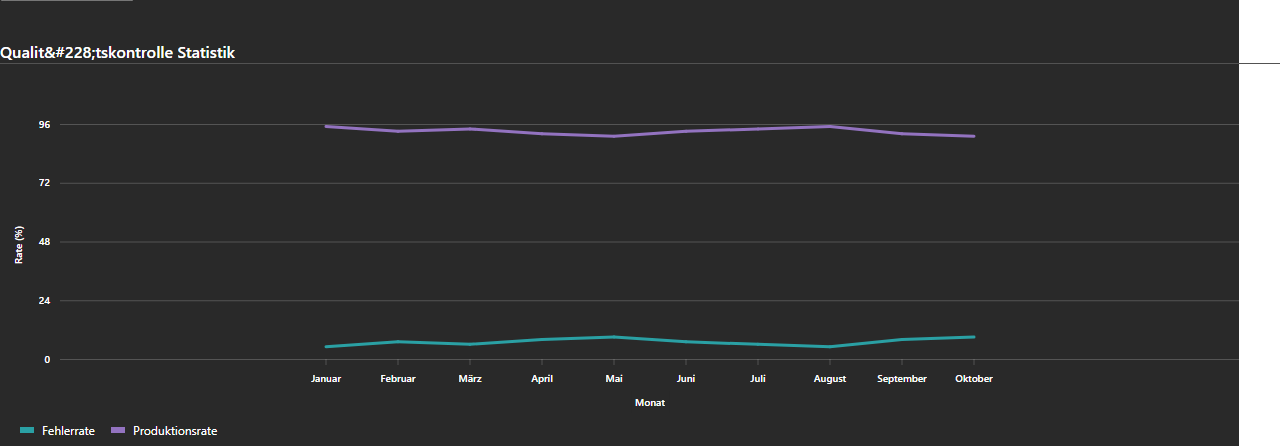 Qualit&#228;tskontrolle Statistik
96
72
48
24
0
Rate (%)
Januar Februar März April Mai Juni Juli August September Oktober
Monat
Fehlerrate Produktionsrate